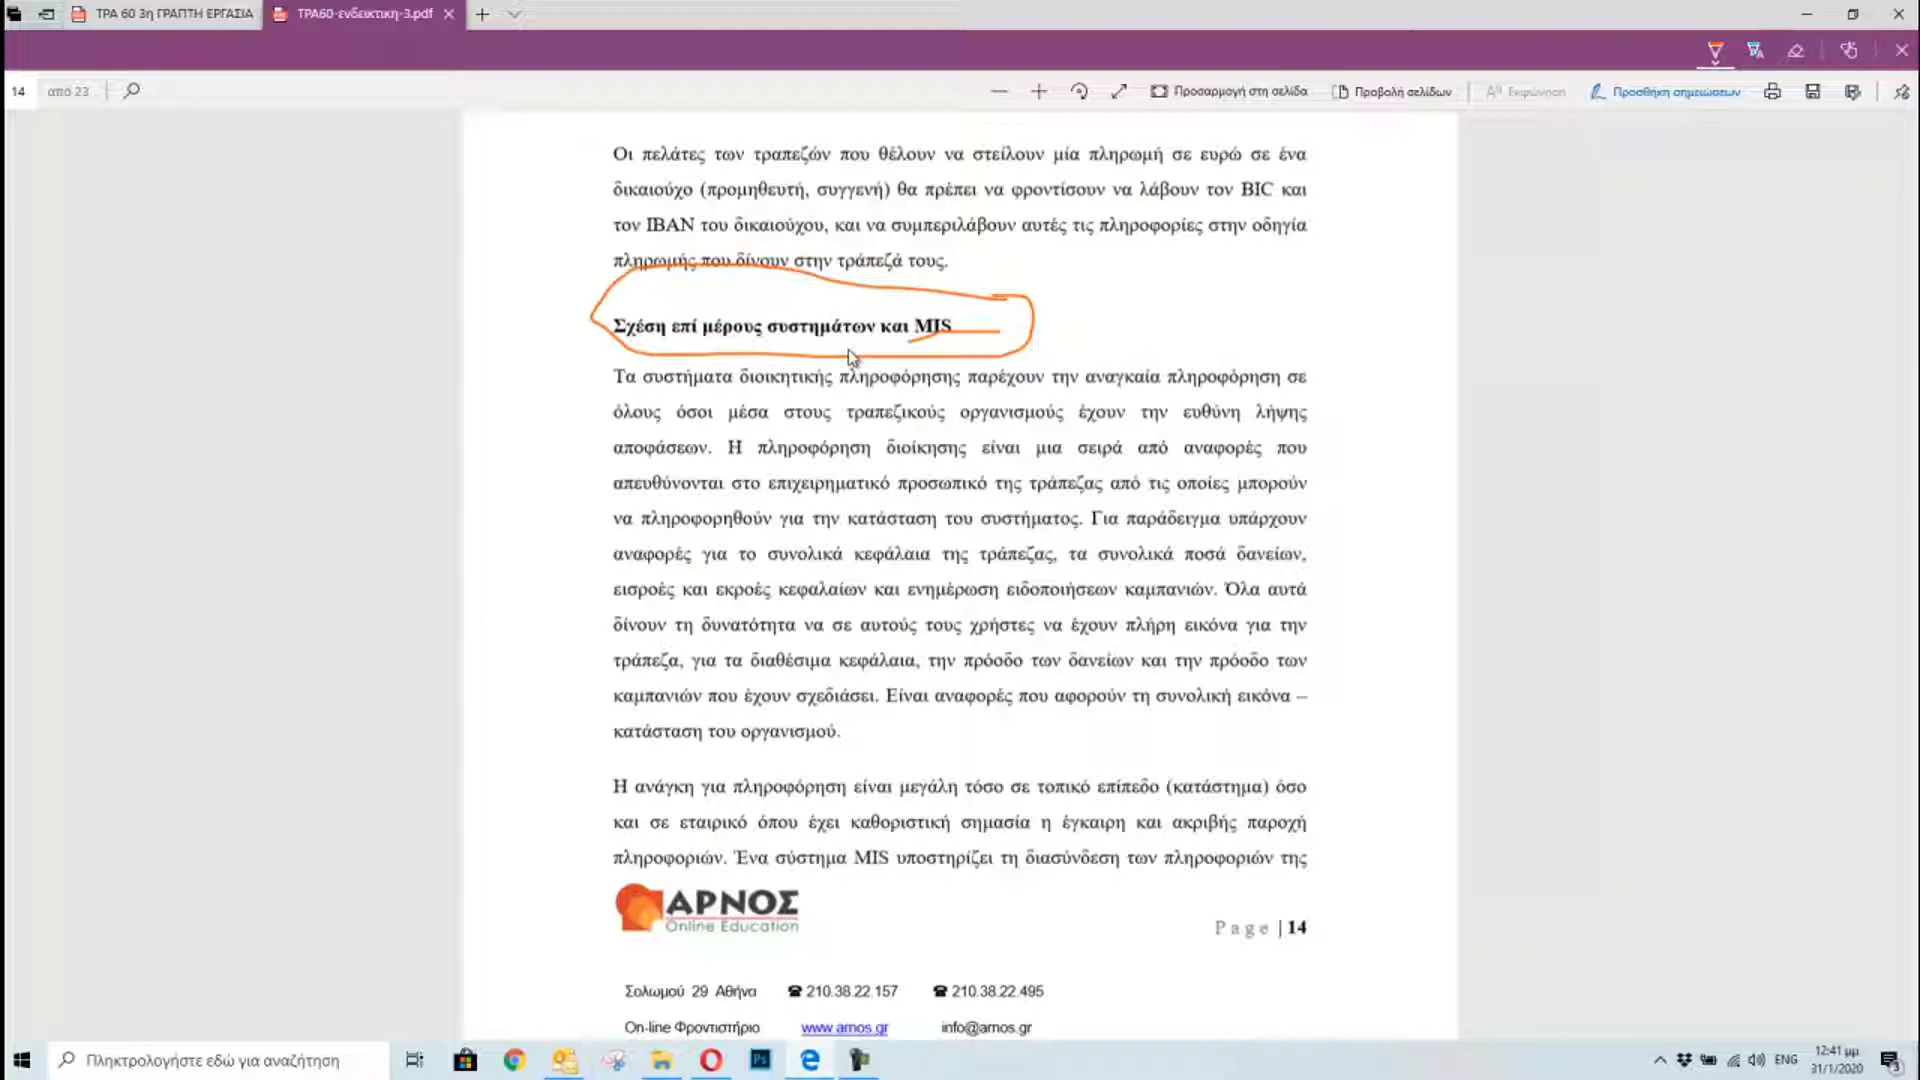 ΤΡΑ 60 3η ΓΡΑΠΤΗ ΕΡΓΑΣΙΑ
ΤΡΑ60-ενδεικτικη-3.pdf
14 από 23
Προσαρμογή στη σελίδα
Προβολή σελίδων
Εκφώνηση
Προσθήκη σημειώσεων
Οι πελάτες των τραπεζών που θέλουν να στείλουν μία πληρωμή σε ευρώ σε ένα
δικαιούχο (προμηθευτή, συγγενή) θα πρέπει να φροντίσουν να λάβουν τον BIC και
τον IBAN του δικαιούχου, και να συμπεριλάβουν αυτές τις πληροφορίες στην οδηγία
πληρωμής που δίνουν στην τράπεζά τους.
Σχέση επί μέρους συστημάτων και MIS
Τα συστήματα διοικητικής πληροφόρησης παρέχουν την αναγκαία πληροφόρηση σε
όλους όσοι μέσα στους τραπεζικούς οργανισμούς έχουν την ευθύνη λήψης
αποφάσεων. Η πληροφόρηση διοίκησης είναι μια σειρά από αναφορές που
απευθύνονται στο επιχειρηματικό προσωπικό της τράπεζας από τις οποίες μπορούν
να πληροφορηθούν για την κατάσταση του συστήματος. Για παράδειγμα υπάρχουν
αναφορές για το συνολικά κεφάλαια της τράπεζας, τα συνολικά ποσά δανείων,
εισροές και εκροές κεφαλαίων και ενημέρωση ειδοποιήσεων καμπανιών. Όλα αυτά
δίνουν τη δυνατότητα να σε αυτούς τους χρήστες να έχουν πλήρη εικόνα για την
τράπεζα, για τα διαθέσιμα κεφάλαια, την πρόοδο των δανείων και την πρόοδο των
καμπανιών που έχουν σχεδιάσει. Είναι αναφορές που αφορούν τη συνολική εικόνα –
κατάσταση του οργανισμού.
Η ανάγκη για πληροφόρηση είναι μεγάλη τόσο σε τοπικό επίπεδο (κατάστημα) όσο
και σε εταιρικό όπου έχει καθοριστική σημασία η έγκαιρη και ακριβής παροχή
πληροφοριών. Ένα σύστημα MIS υποστηρίζει τη διασύνδεση των πληροφοριών της
ΑΡΝΟΣ
Online Education
Page | 14
Σολωμού 29 Αθήνα ☎ 210.38.22.157 ☎ 210.38.22.495
On-line Φροντιστήριο www.arnos.gr info@arnos.gr
Πληκτρολογήστε εδώ για αναζήτηση
Ps
ENG
12:41 μμ
31/1/2020
3